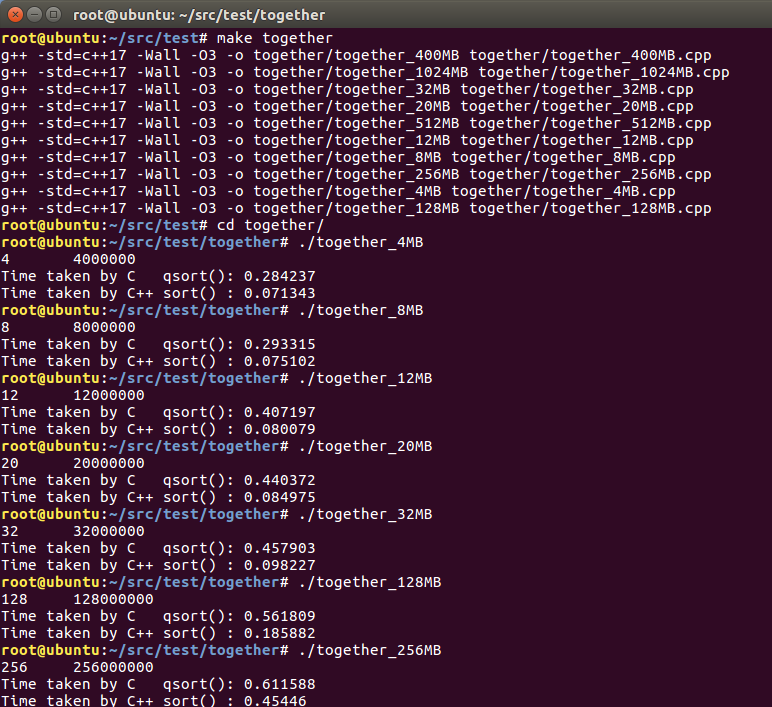 root@ubuntu: ~/src/test/together
root@ubuntu:~/src/test# make together
g++ -std=c++17 -Wall -O3 -o together/together_400MB together/together_400MB.cpp
g++ -std=c++17 -Wall -O3 -o together/together_1024MB together/together_1024MB.cpp
g++ -std=c++17 -Wall -O3 -o together/together_32MB together/together_32MB.cpp
g++ -std=c++17 -Wall -O3 -o together/together_20MB together/together_20MB.cpp
g++ -std=c++17 -Wall -O3 -o together/together_512MB together/together_512MB.cpp
g++ -std=c++17 -Wall -O3 -o together/together_12MB together/together_12MB.cpp
g++ -std=c++17 -Wall -O3 -o together/together_8MB together/together_8MB.cpp
g++ -std=c++17 -Wall -O3 -o together/together_256MB together/together_256MB.cpp
g++ -std=c++17 -Wall -O3 -o together/together_4MB together/together_4MB.cpp
g++ -std=c++17 -Wall -O3 -o together/together_128MB together/together_128MB.cpp
root@ubuntu:~/src/test# cd together/
root@ubuntu:~/src/test/together# ./together_4MB
4       4000000
Time taken by C   qsort(): 0.284237
Time taken by C++ sort() : 0.071343
root@ubuntu:~/src/test/together# ./together_8MB
8       8000000
Time taken by C   qsort(): 0.293315
Time taken by C++ sort() : 0.075102
root@ubuntu:~/src/test/together# ./together_12MB
12      12000000
Time taken by C   qsort(): 0.407197
Time taken by C++ sort() : 0.080079
root@ubuntu:~/src/test/together# ./together_20MB
20      20000000
Time taken by C   qsort(): 0.440372
Time taken by C++ sort() : 0.084975
root@ubuntu:~/src/test/together# ./together_32MB
32      32000000
Time taken by C   qsort(): 0.457903
Time taken by C++ sort() : 0.098227
root@ubuntu:~/src/test/together# ./together_128MB
128     128000000
Time taken by C   qsort(): 0.561809
Time taken by C++ sort() : 0.185882
root@ubuntu:~/src/test/together# ./together_256MB
256     256000000
Time taken by C   qsort(): 0.611588
Time taken by C++ sort() : 0.45446